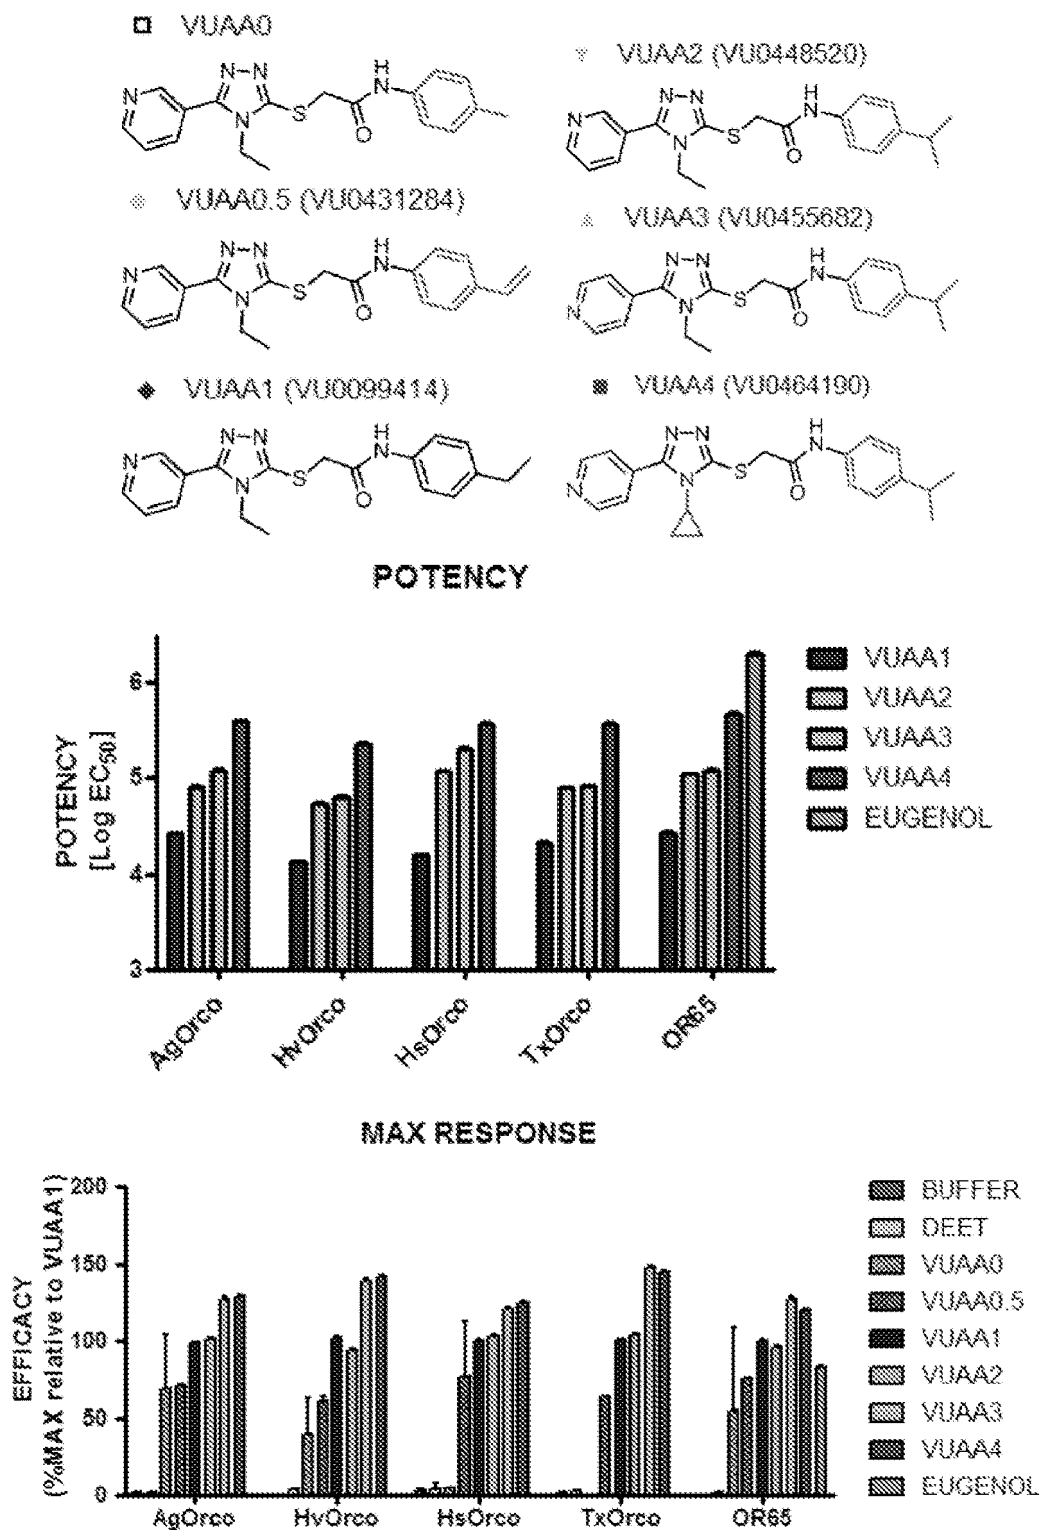 VUAA0
VUAA2 (VU0448520)
VUAA0.5 (VU0431284)
VUAA3 (VU0455682)
VUAA1 (VU0099414)
VUAA4 (VU0464190)
POTENCY
POTENCY
[Log EC50]
6
5
4
3
AgOrco
HvOrco
HsOrco
TxOrco
OR65
VUAA1
VUAA2
VUAA3
VUAA4
EUGENOL
MAX RESPONSE
EFFICACY
(%MAX relative to VUAA1)
200
150
100
50
0
AgOrco
HvOrco
HsOrco
TxOrco
OR65
BUFFER
DEET
VUAA0
VUAA0.5
VUAA1
VUAA2
VUAA3
VUAA4
EUGENOL